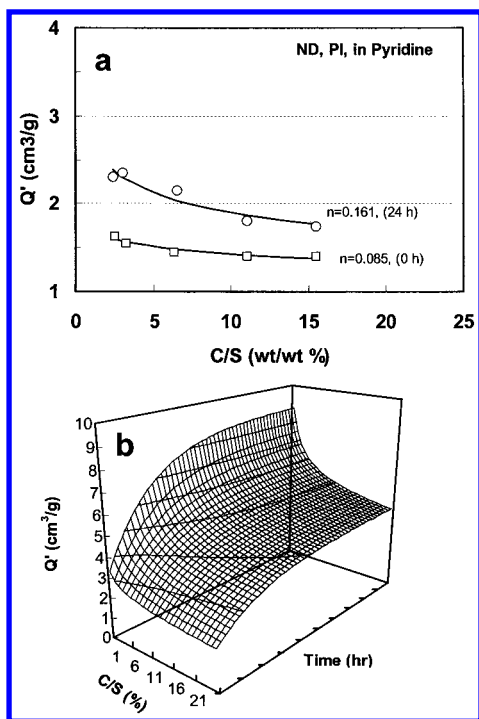 a
ND, PI, in Pyridine
4
3
2
1
Q' (cm3/g)
n=0.161, (24 h)
n=0.085, (0 h)
0 5 10 15 20 25
C/S (wt/wt %)
b
10
9
8
7
6
5
4
3
2
1
0
Q' (cm³/g)
1 6 11 16 21
C/S (%)
Time (hr)